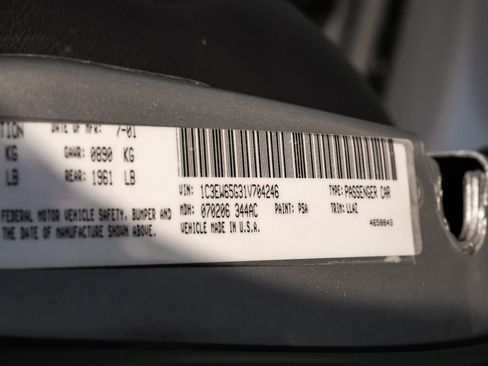 TION DATE OF MFR: 7-01
KG GAWR: 0890 KG
LB REAR: 1961 LB
VIN: 1C3EW65G31V704246 TYPE: PASSENGER CAR
MDH: 070206 344AC PAINT: PSA TRIM: LLAZ
FEDERAL MOTOR VEHICLE SAFETY, BUMPER AND
THE DATE OF MANUFACTURE SHOWN ABOVE.
VEHICLE MADE IN U.S.A.
4658043